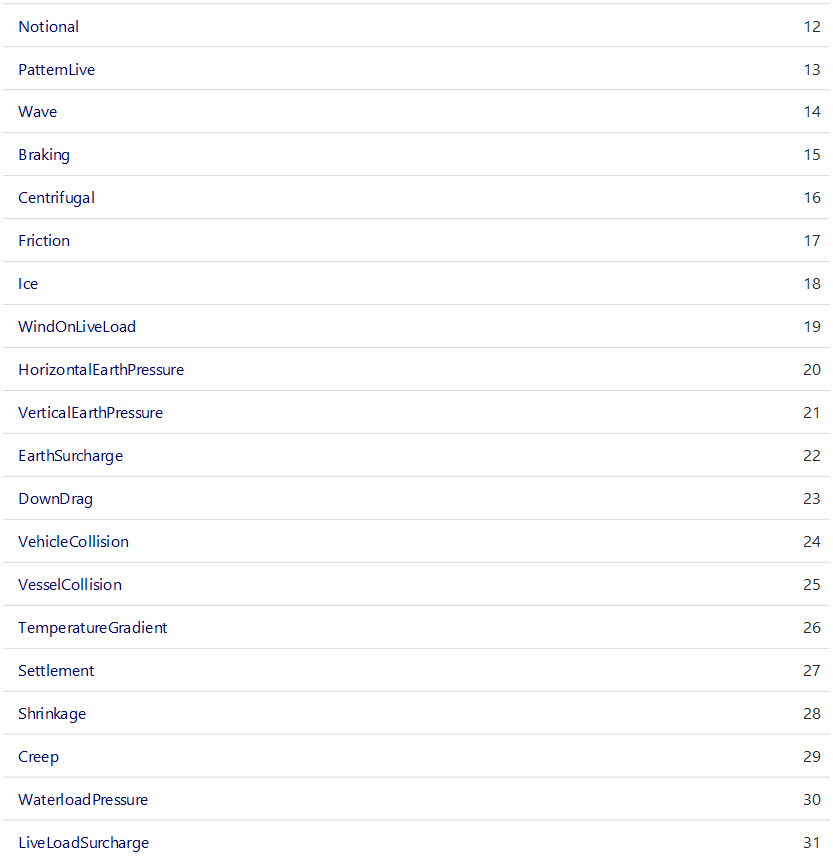 Notional 12
PatternLive 13
Wave 14
Braking 15
Centrifugal 16
Friction 17
Ice 18
WindOnLiveLoad 19
HorizontalEarthPressure 20
VerticalEarthPressure 21
EarthSurcharge 22
DownDrag 23
VehicleCollision 24
VesselCollision 25
TemperatureGradient 26
Settlement 27
Shrinkage 28
Creep 29
WaterloadPressure 30
LiveLoadSurcharge 31